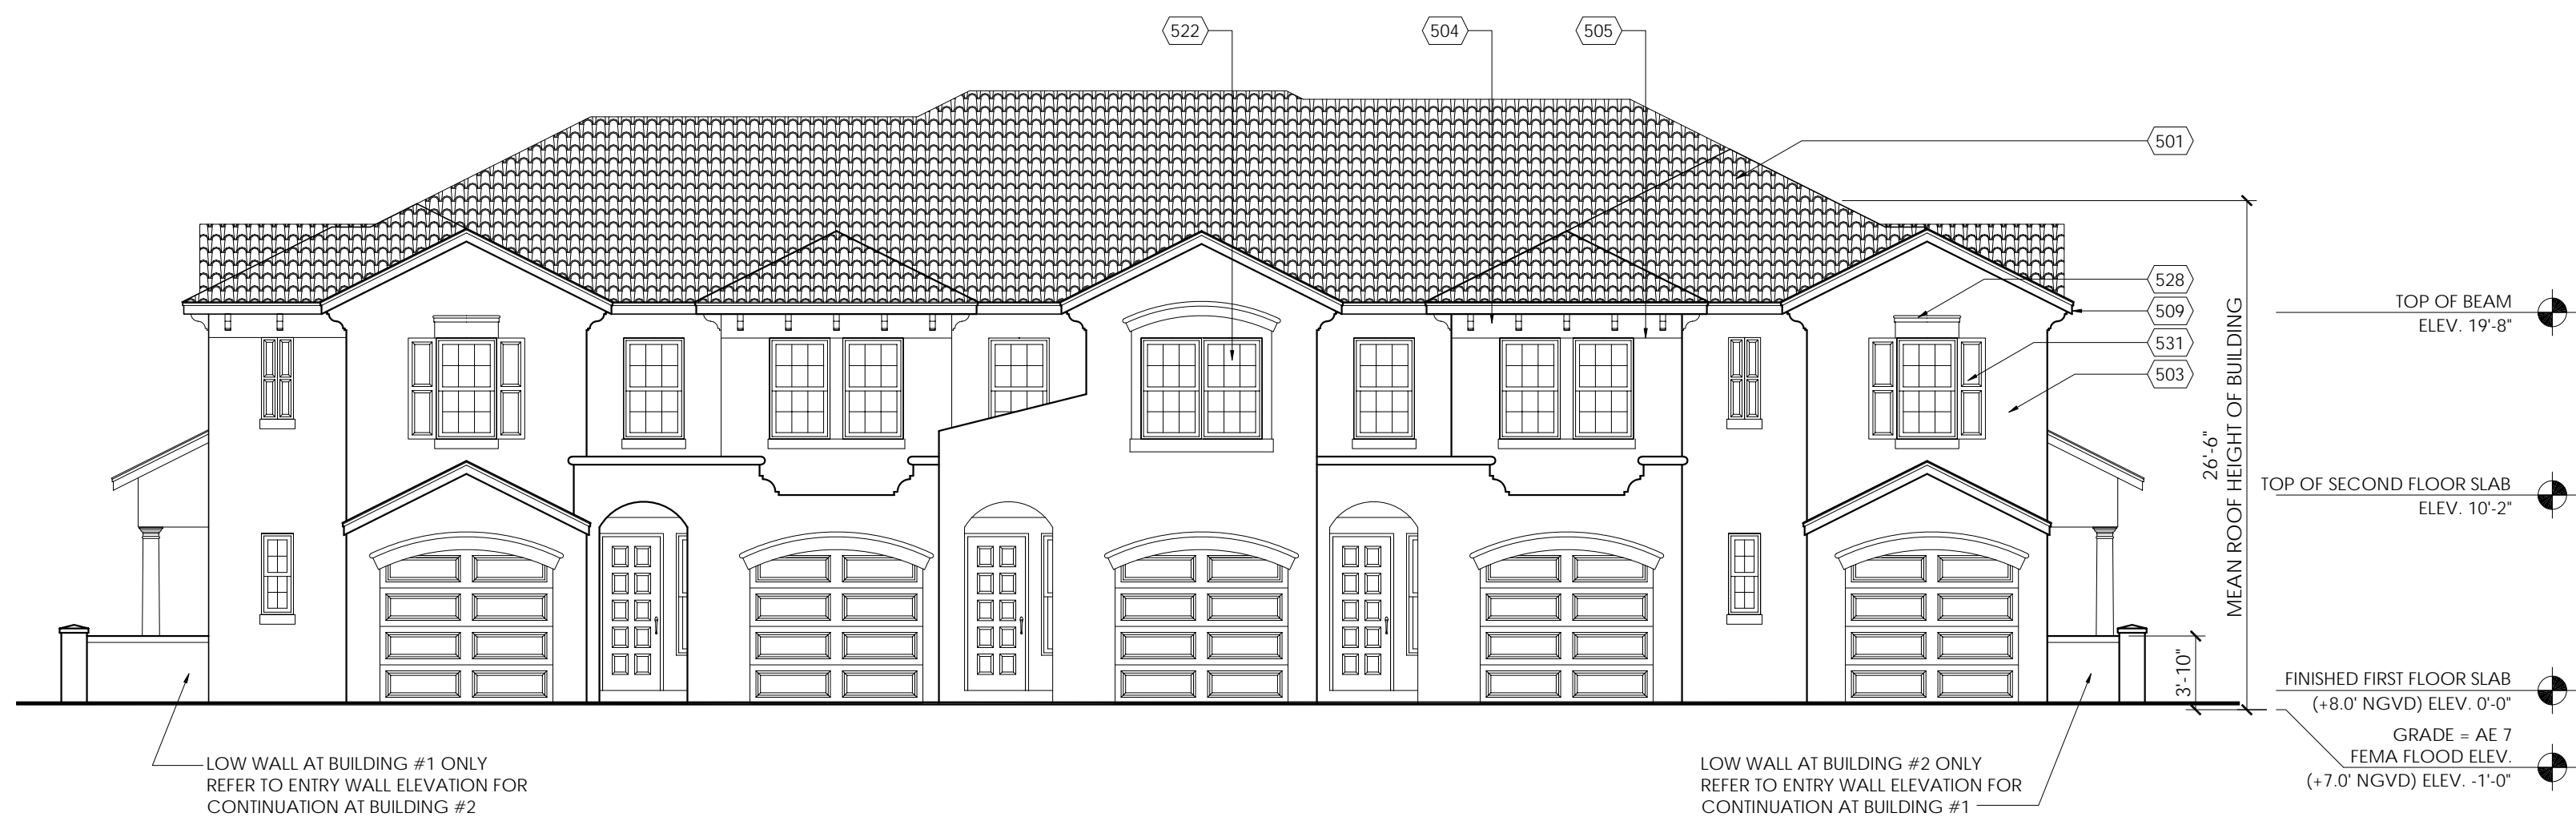 522
504
505
501
528
509
531
503
TOP OF BEAM
ELEV. 19'-8"
26'-6"
MEAN ROOF HEIGHT OF BUILDING
TOP OF SECOND FLOOR SLAB
ELEV. 10'-2"
3'-10"
FINISHED FIRST FLOOR SLAB
(+8.0' NGVD) ELEV. 0'-0"
GRADE = AE 7
FEMA FLOOD ELEV.
(+7.0' NGVD) ELEV. -1'-0"
LOW WALL AT BUILDING #1 ONLY
REFER TO ENTRY WALL ELEVATION FOR
CONTINUATION AT BUILDING #2
LOW WALL AT BUILDING #2 ONLY
REFER TO ENTRY WALL ELEVATION FOR
CONTINUATION AT BUILDING #1